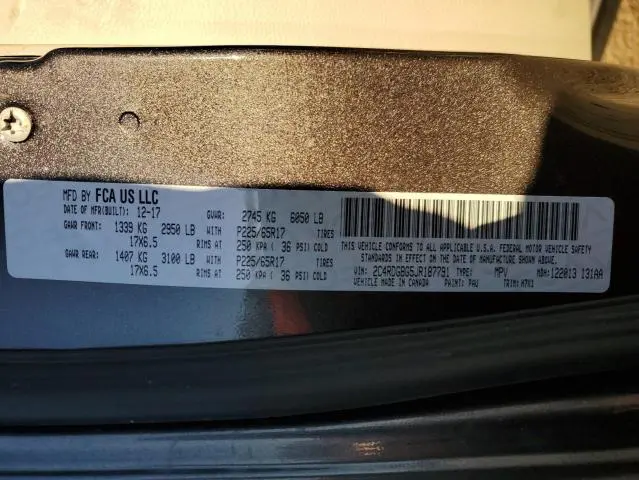 MFD BY FCA US LLC
DATE OF MFR(BUILT): 12-17 GVWR: 2745 KG 6050 LB
GAWR FRONT: 1339 KG 2950 LB WITH P225/65R17 TIRES
17X6.5 RIMS AT 250 KPA ( 36 PSI) COLD
GAWR REAR: 1407 KG 3100 LB WITH P225/65R17 TIRES
17X6.5 RIMS AT 250 KPA ( 36 PSI) COLD
THIS VEHICLE CONFORMS TO ALL APPLICABLE U.S.A. FEDERAL MOTOR VEHICLE SAFETY
STANDARDS IN EFFECT ON THE DATE OF MANUFACTURE SHOWN ABOVE.
VIN: 2C4RDGBG5JR187791 TYPE: MPV MDH: 122013 131AA
VEHICLE MADE IN CANADA PAINT: PAU TRIM: H7X1